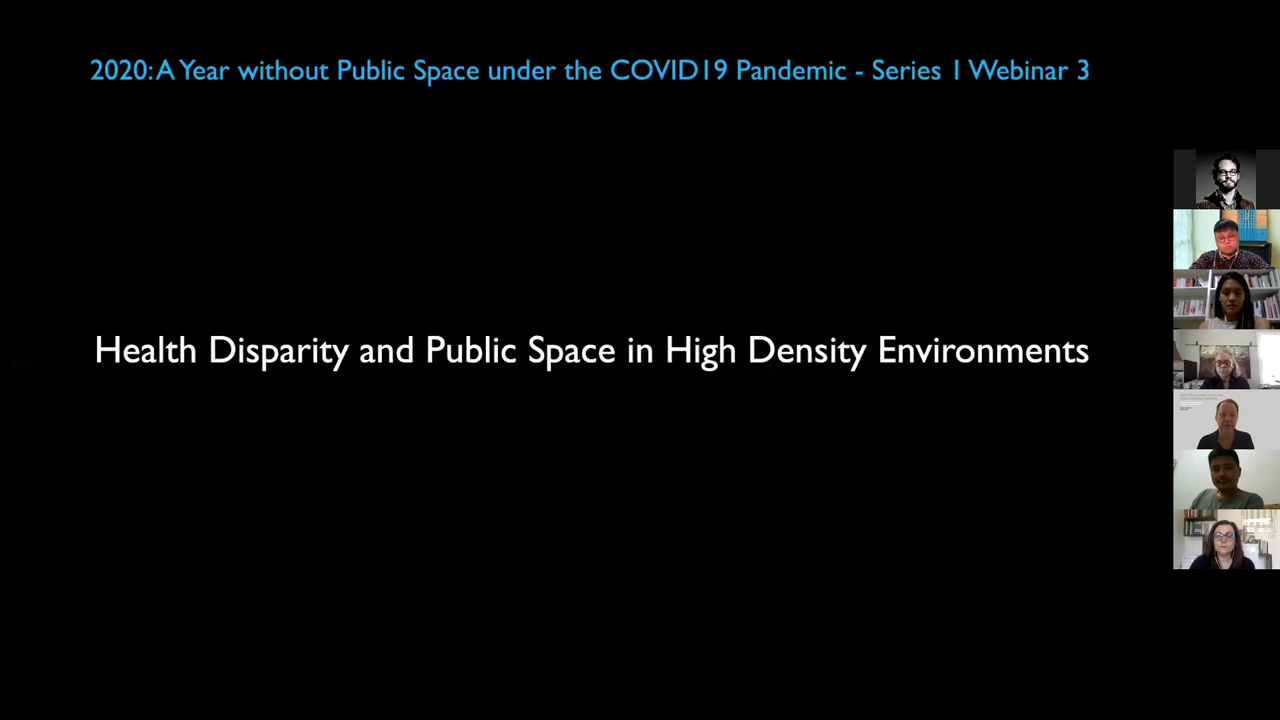 2020: A Year without Public Space under the COVID19 Pandemic - Series 1 Webinar 3
Health Disparity and Public Space in High Density Environments